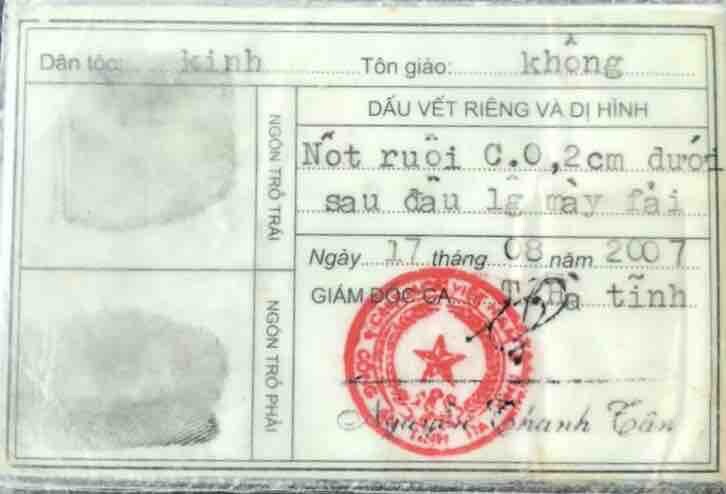 Dân tộc: kinh Tôn giáo: không
NGÓN TRỎ TRÁI
DẤU VẾT RIÊNG VÀ DỊ HÌNH
Nốt ruồi C.0,2cm dưới
sau đầu lg mày fải
Ngày 17 tháng 08 năm 2007
GIÁM ĐỐC CA T. Hà tĩnh
NGÓN TRỎ PHẢI
Nguyễn Thanh Tân